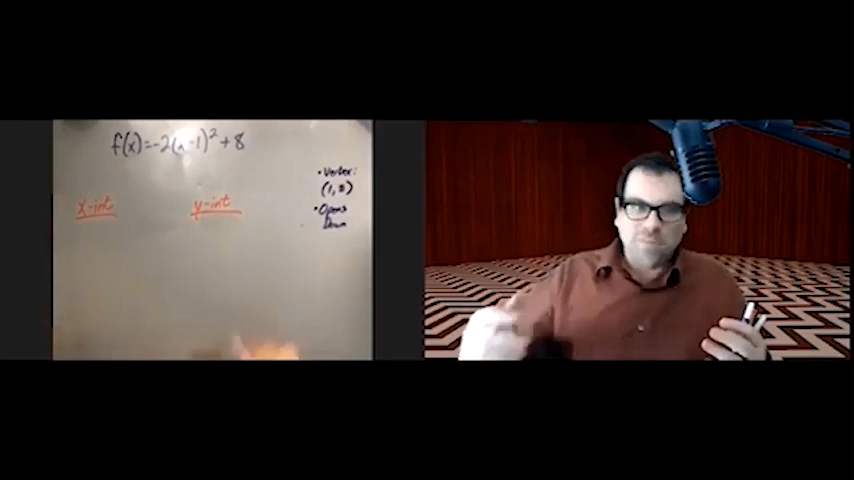 f(x)=-2(x-1)²+8
x-int
y-int
• Vertex:
(1, 8)
• Opens
Down